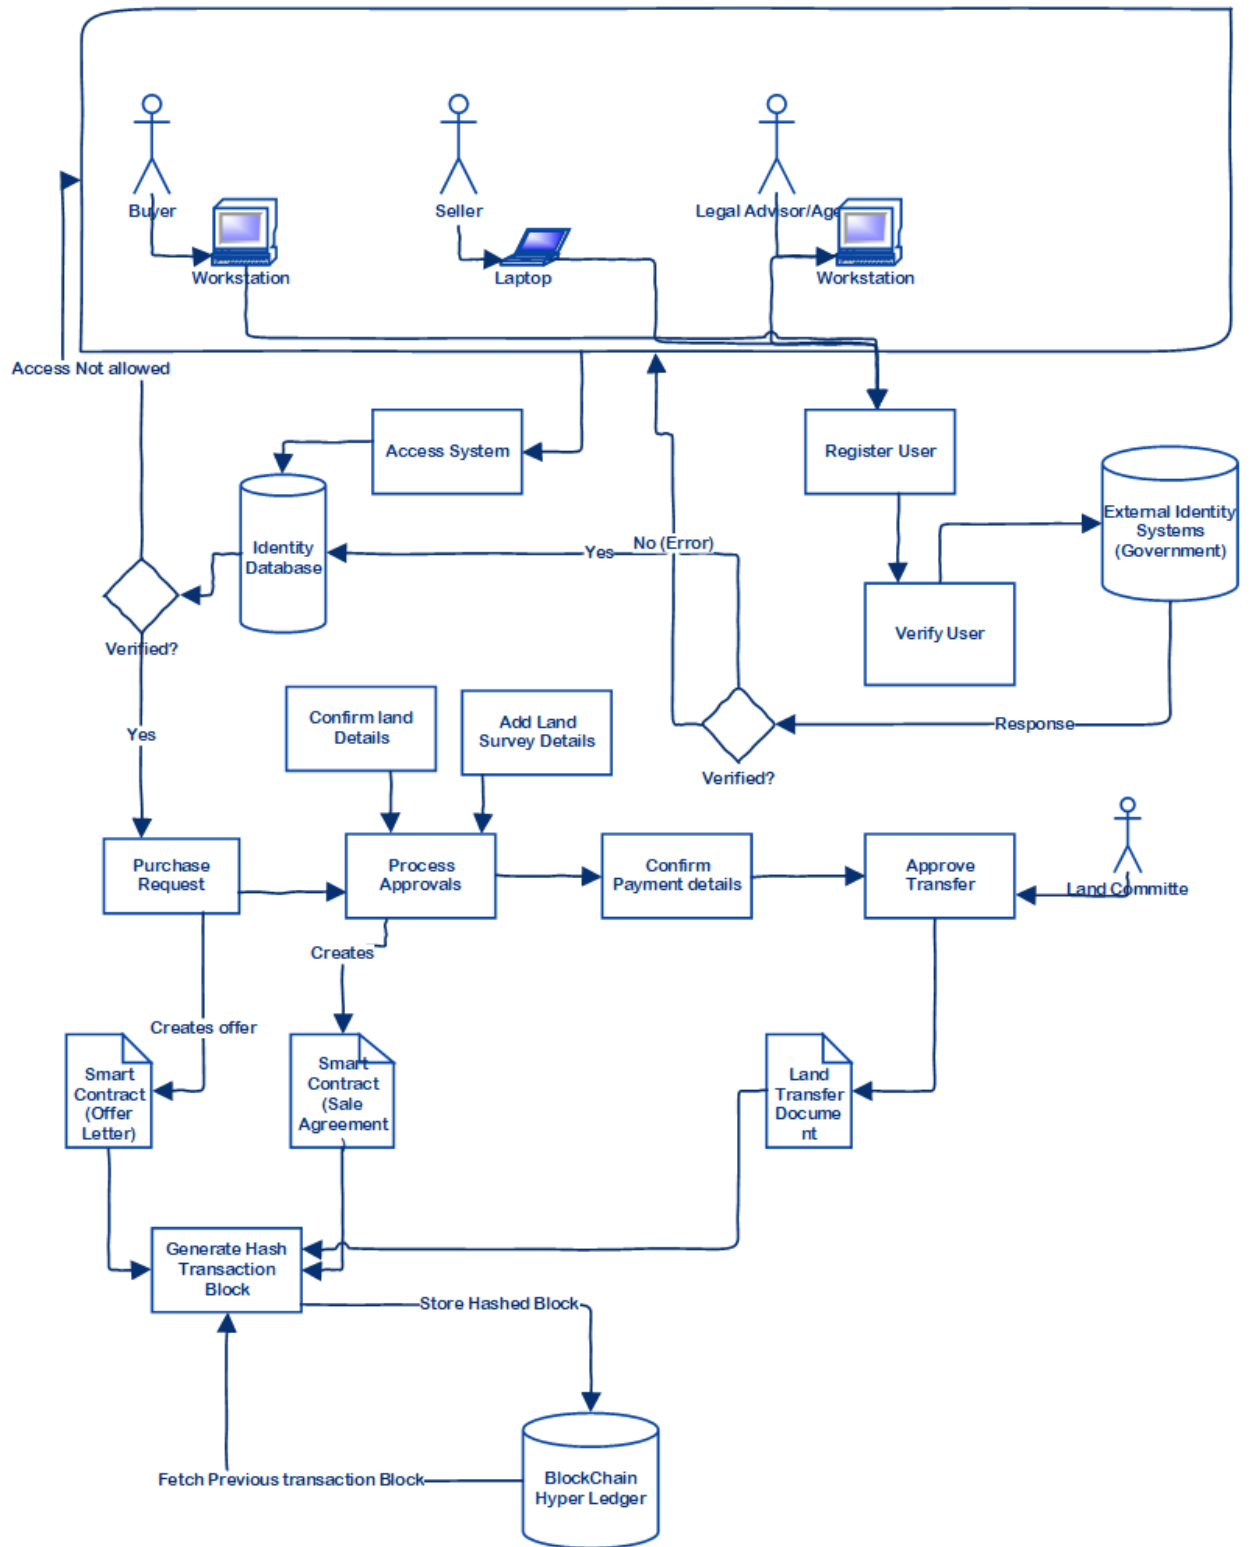 Buyer
Seller
Legal Advisor/Age
Workstation
Laptop
Workstation
Access Not allowed
Access System
Register User
External Identity
Systems
(Government)
Identity
Database
Yes
No (Error)
Verify User
Verified?
Confirm land
Details
Add Land
Survey Details
Yes
Response
Verified?
Purchase
Request
Process
Approvals
Confirm
Payment details
Approve
Transfer
Land Committe
Creates
Creates offer
Smart
Contract
(Offer
Letter)
Smart
Contract
(Sale
Agreement
Land
Transfer
Docume
nt
Generate Hash
Transaction
Block
Store Hashed Block
Fetch Previous transaction Block
BlockChain
Hyper Ledger